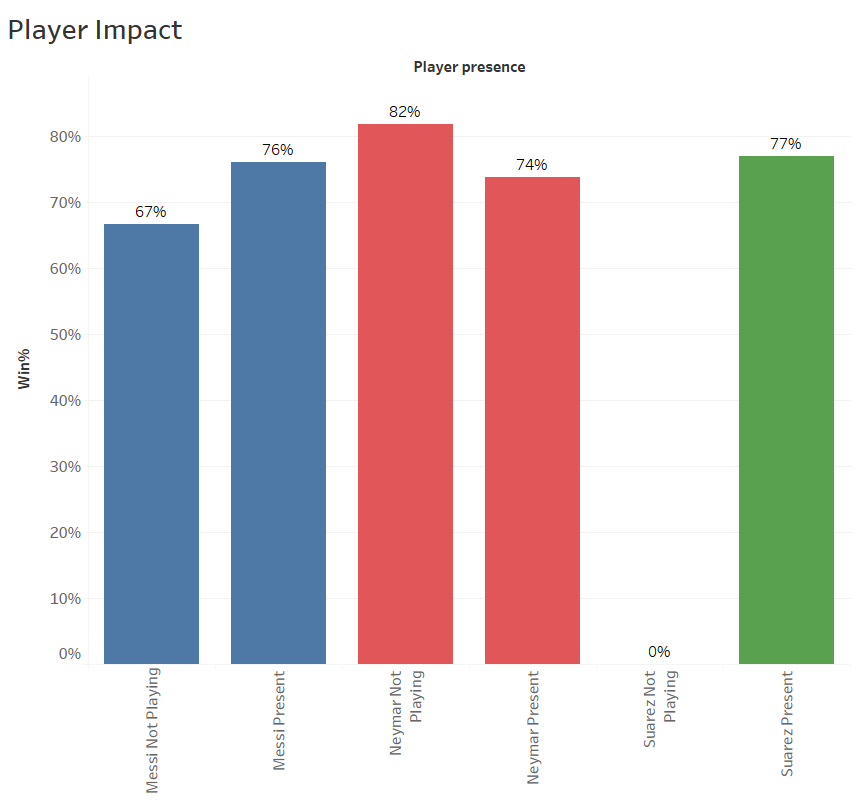 Player Impact
Player presence
82%
77%
76%
74%
67%
0%
Win%
80%
70%
60%
50%
40%
30%
20%
10%
0%
Messi Not Playing
Messi Present
Neymar Not
Playing
Neymar Present
Suarez Not
Playing
Suarez Present